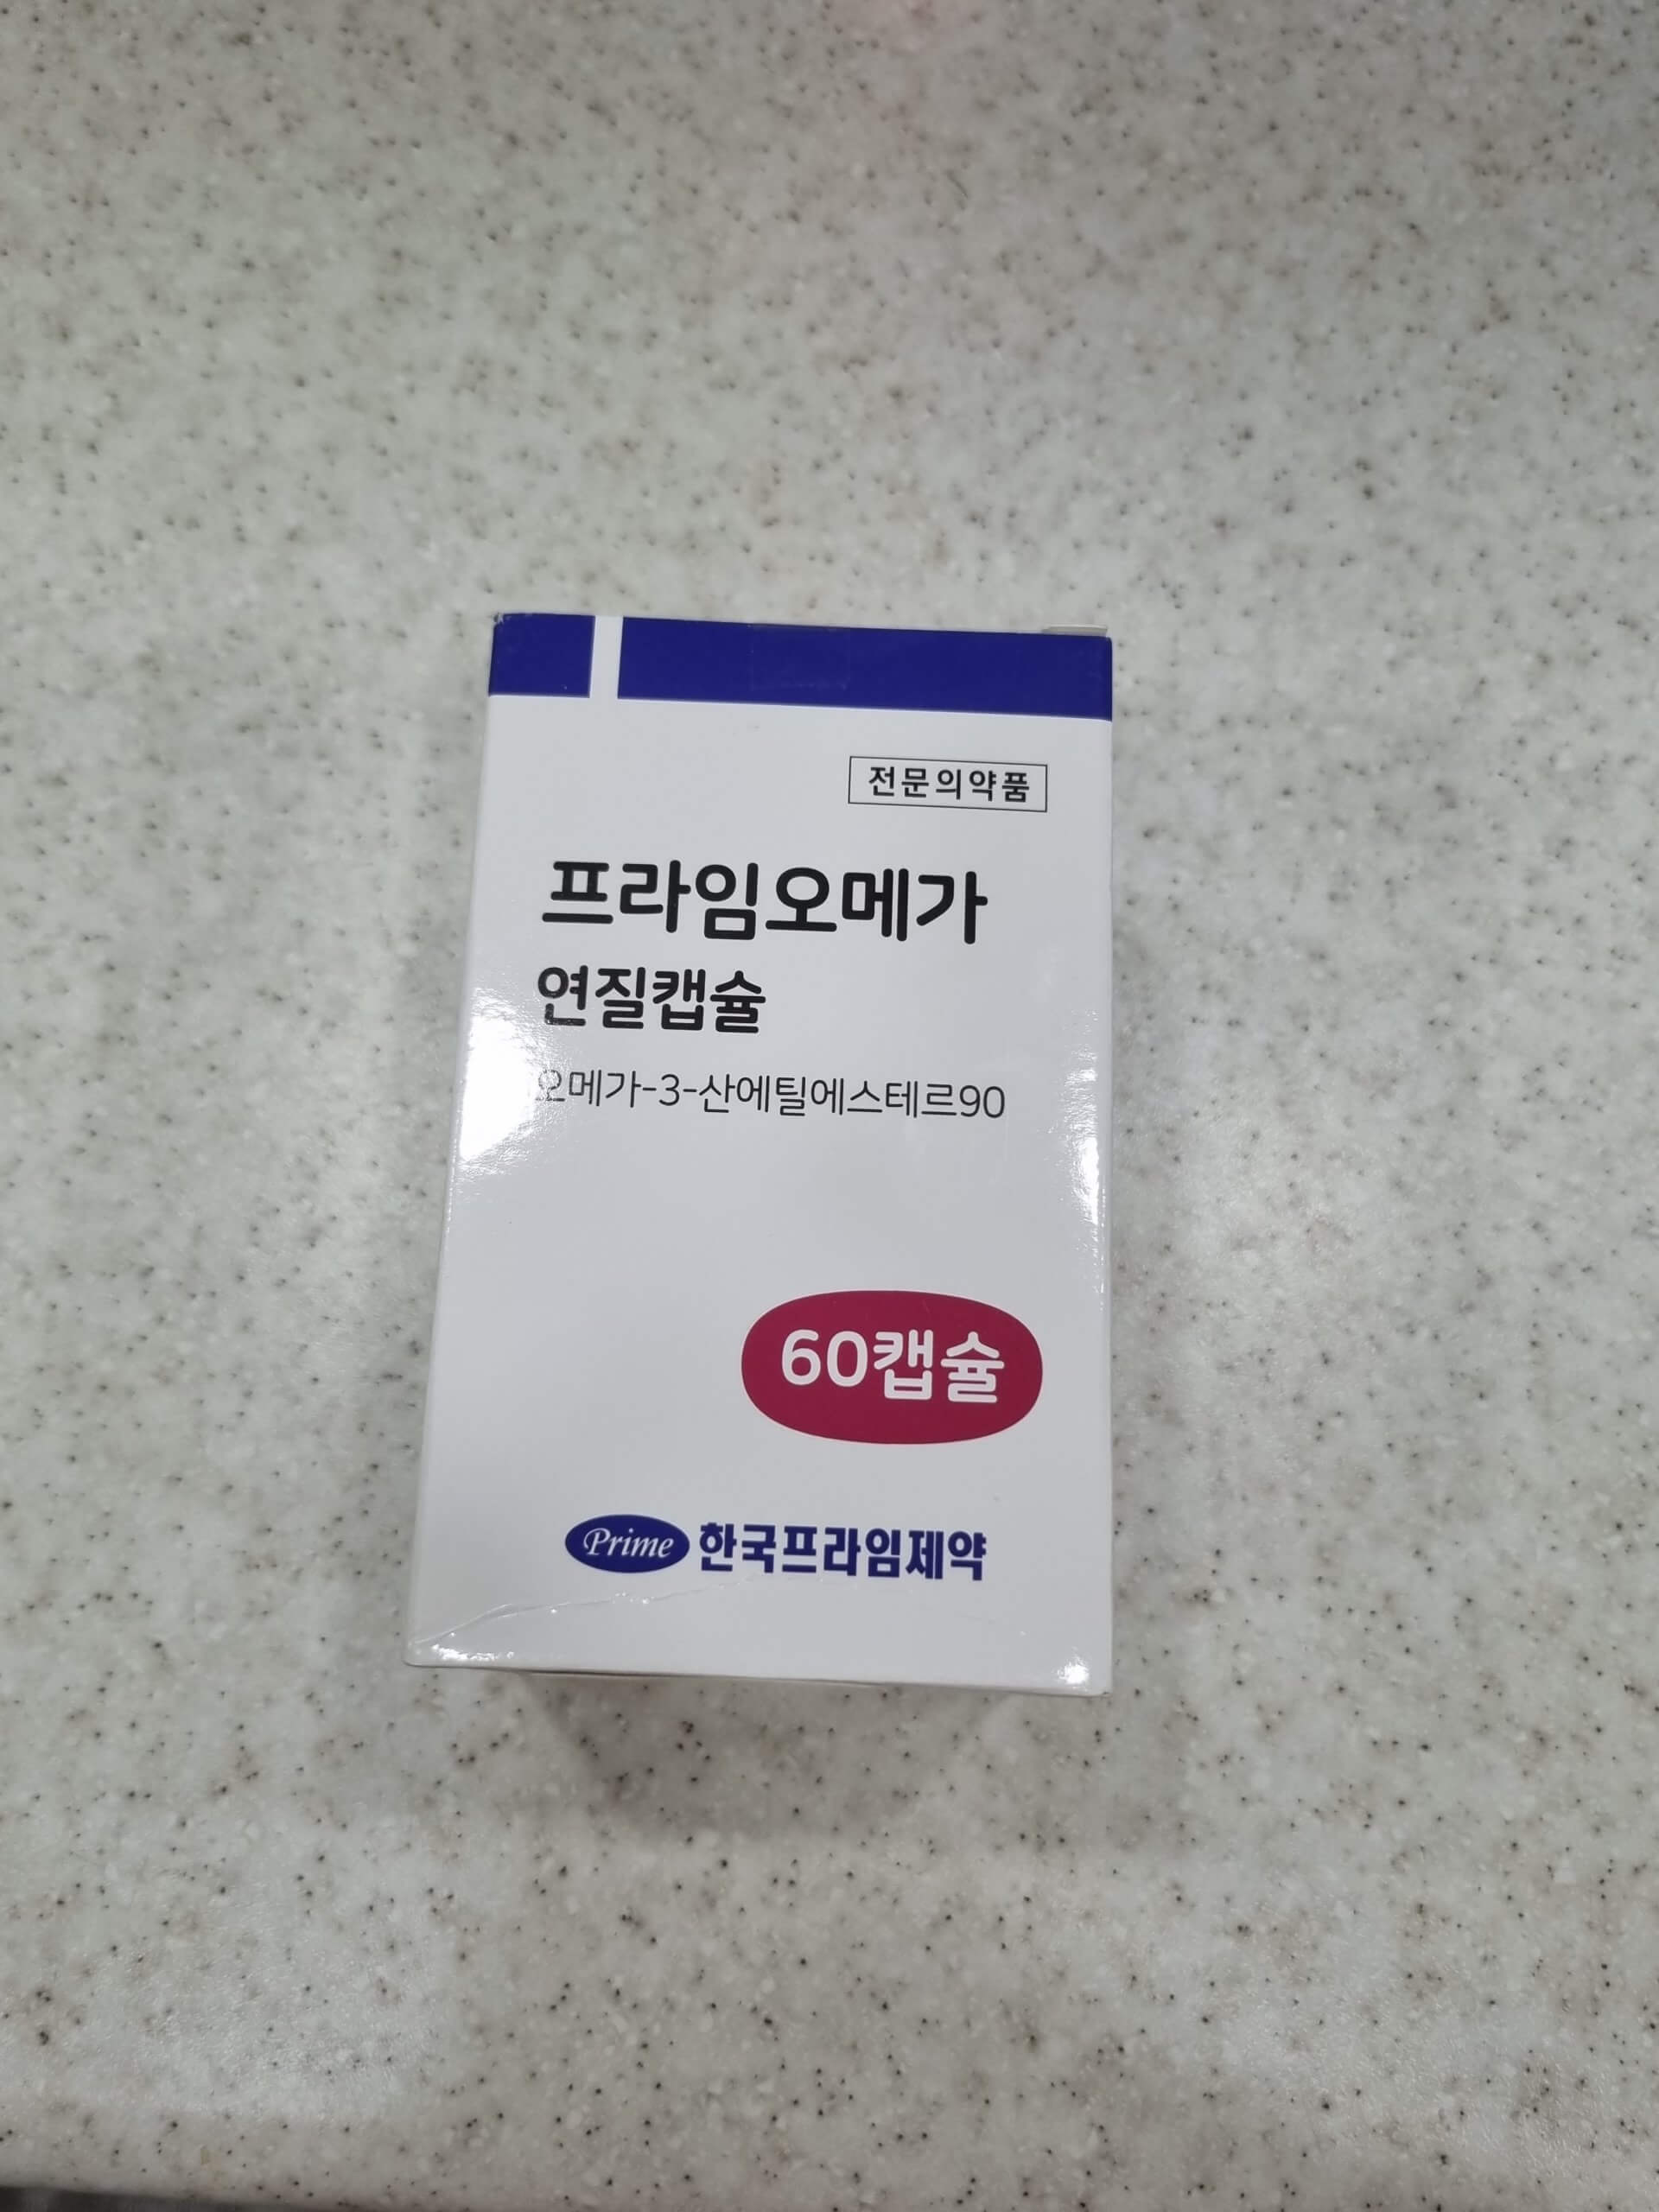 전문의약품
프라임오메가
연질캡슐
오메가-3-산에틸에스테르90
60캡슐
Prime 한국프라임제약